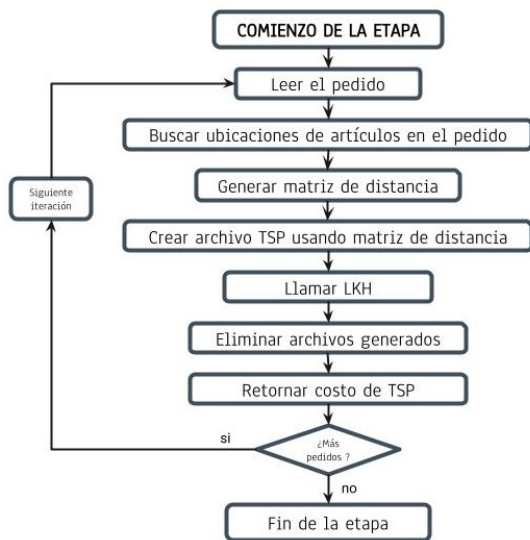 COMIENZO DE LA ETAPA
Leer el pedido
Buscar ubicaciones de artículos en el pedido
Generar matriz de distancia
Siguiente
iteración
Crear archivo TSP usando matriz de distancia
Llamar LKH
Eliminar archivos generados
Retornar costo de TSP
si
¿Más
pedidos ?
no
Fin de la etapa